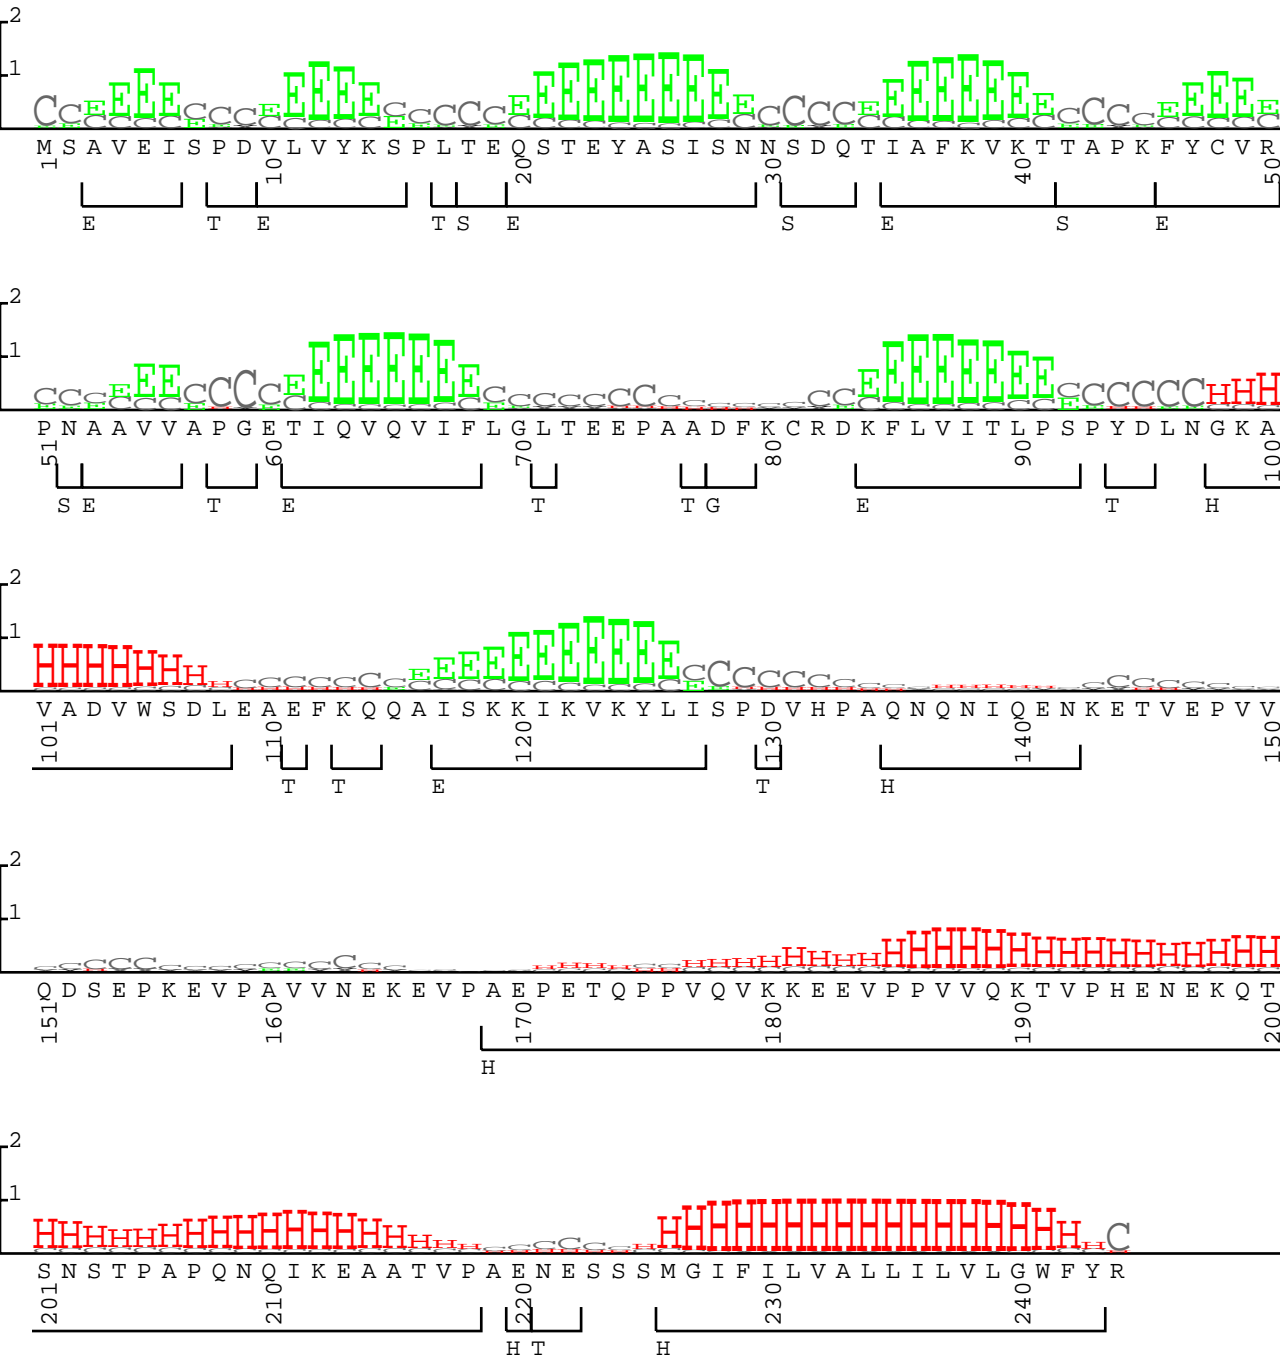 2
1
M S A V E I S P D V L V Y K S P L T E Q S T E Y A S I S N N S D Q T I A F K V K T T A P K F Y C V R
1 10 20 30 40 50
E T E T S E S E S E
2
1
P N A A V V A P G E T I Q V Q V I F L G L T E E P A A D F K C R D K F L V I T L P S P Y D L N G K A
51 60 70 80 90 100
S E T E T T G E T H
2
1
V A D V W S D L E A E F K Q Q A I S K K I K V K Y L I S P D V H P A Q N Q N I Q E N K E T V E P V V
101 110 120 130 140 150
T T E T H
2
1
Q D S E P K E V P A V V N E K E V P A E P E T Q P P V Q V K K E E V P P V V Q K T V P H E N E K Q T
151 160 170 180 190 200
H
2
1
S N S T P A P Q N Q I K E A A T V P A E N E S S S M G I F I L V A L L I L V L G W F Y R
201 210 220 230 240
H T H